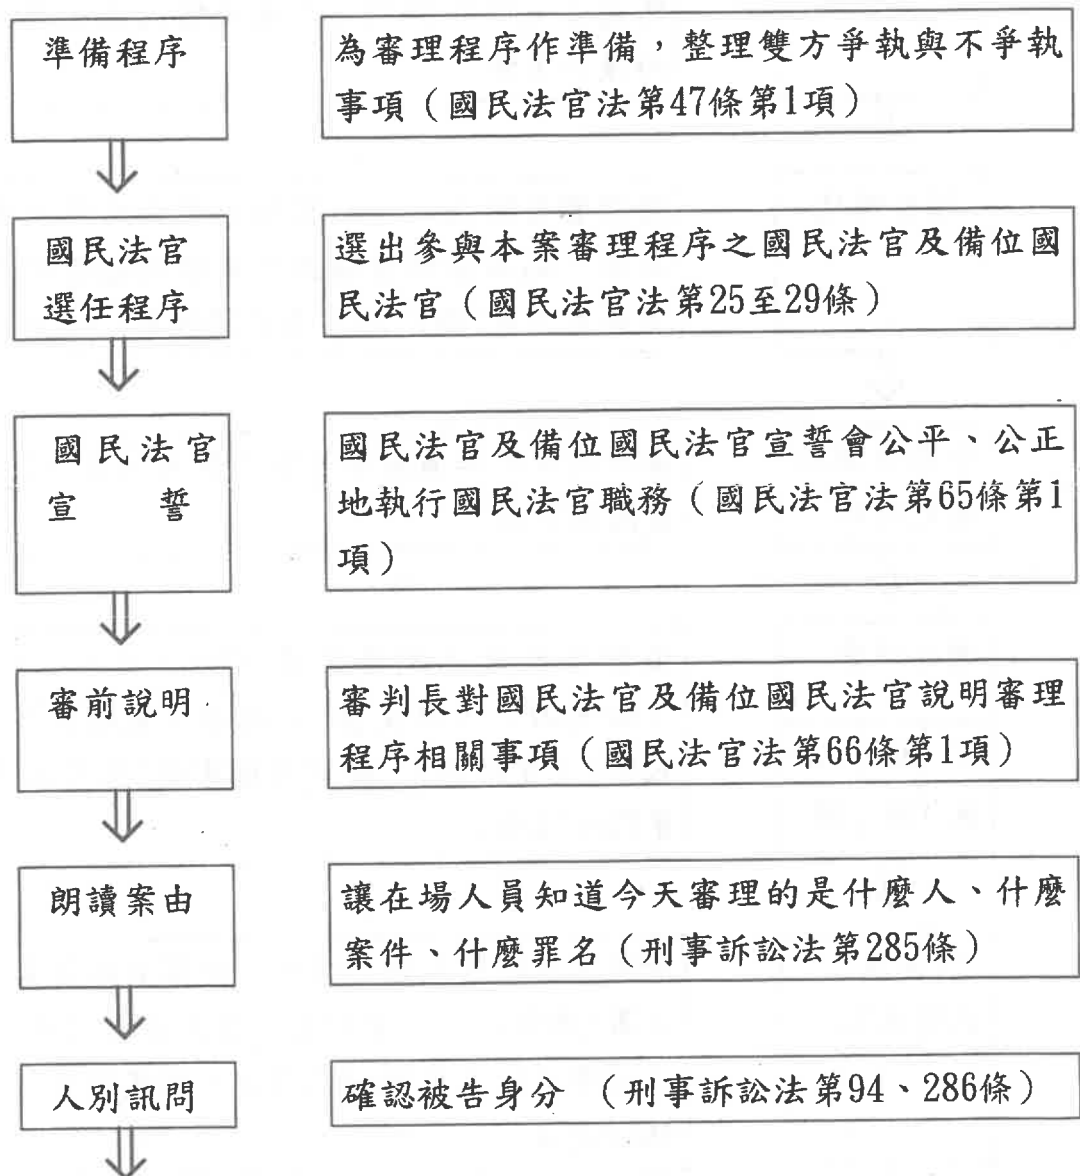 準備程序
為審理程序作準備，整理雙方爭執與不爭執
事項（國民法官法第47條第1項）
國民法官
選任程序
選出參與本案審理程序之國民法官及備位國
民法官（國民法官法第25至29條）
國民法官
宣誓
國民法官及備位國民法官宣誓會公平、公正
地執行國民法官職務（國民法官法第65條第1
項）
審前說明
審判長對國民法官及備位國民法官說明審理
程序相關事項（國民法官法第66條第1項）
朗讀案由
讓在場人員知道今天審理的是什麼人、什麼
案件、什麼罪名（刑事訴訟法第285條）
人別訊問
確認被告身分 （刑事訴訟法第94、286條）